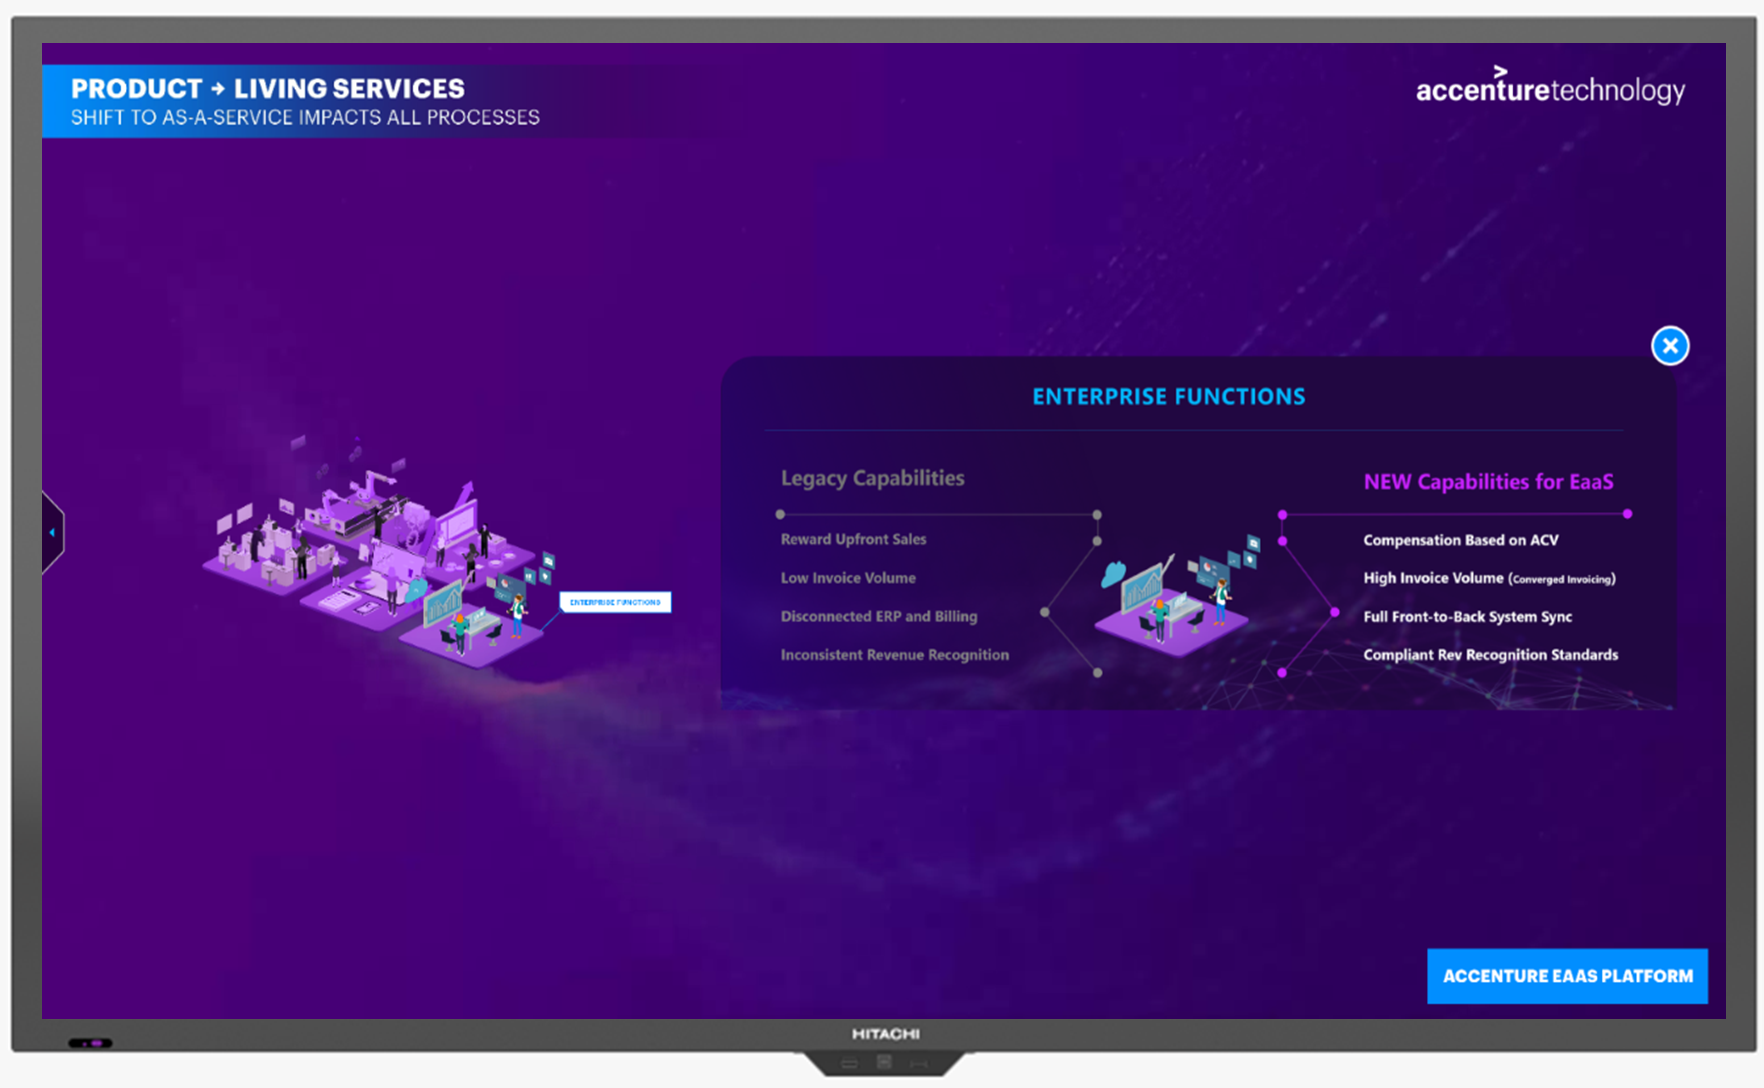 PRODUCT → LIVING SERVICES
SHIFT TO AS-A-SERVICE IMPACTS ALL PROCESSES
accenturetechnology
ENTERPRISE FUNCTIONS
Legacy Capabilities
Reward Upfront Sales
Low Invoice Volume
Disconnected ERP and Billing
Inconsistent Revenue Recognition
NEW Capabilities for EaaS
Compensation Based on ACV
High Invoice Volume (Converged Invoicing)
Full Front-to-Back System Sync
Compliant Rev Recognition Standards
ENTERPRISE FUNCTIONS
ACCENTURE EAAS PLATFORM
HITACHI